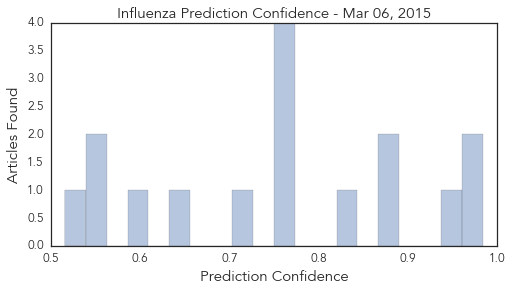 Influenza Prediction Confidence - Mar 06, 2015
4.0
3.5
3.0
2.5
2.0
1.5
1.0
0.5
0.0
Articles Found
0.5 0.6 0.7 0.8 0.9 1.0
Prediction Confidence